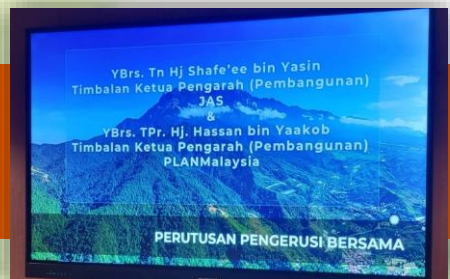 YBrs. Tn Hj Shafe'ee bin Yasin
Timbalan Ketua Pengarah (Pembangunan)
JAS
&
YBrs. TPr. Hj. Hassan bin Yaakob
Timbalan Ketua Pengarah (Pembangunan)
PLANMalaysia
PERUTUSAN PENGERUSI BERSAMA